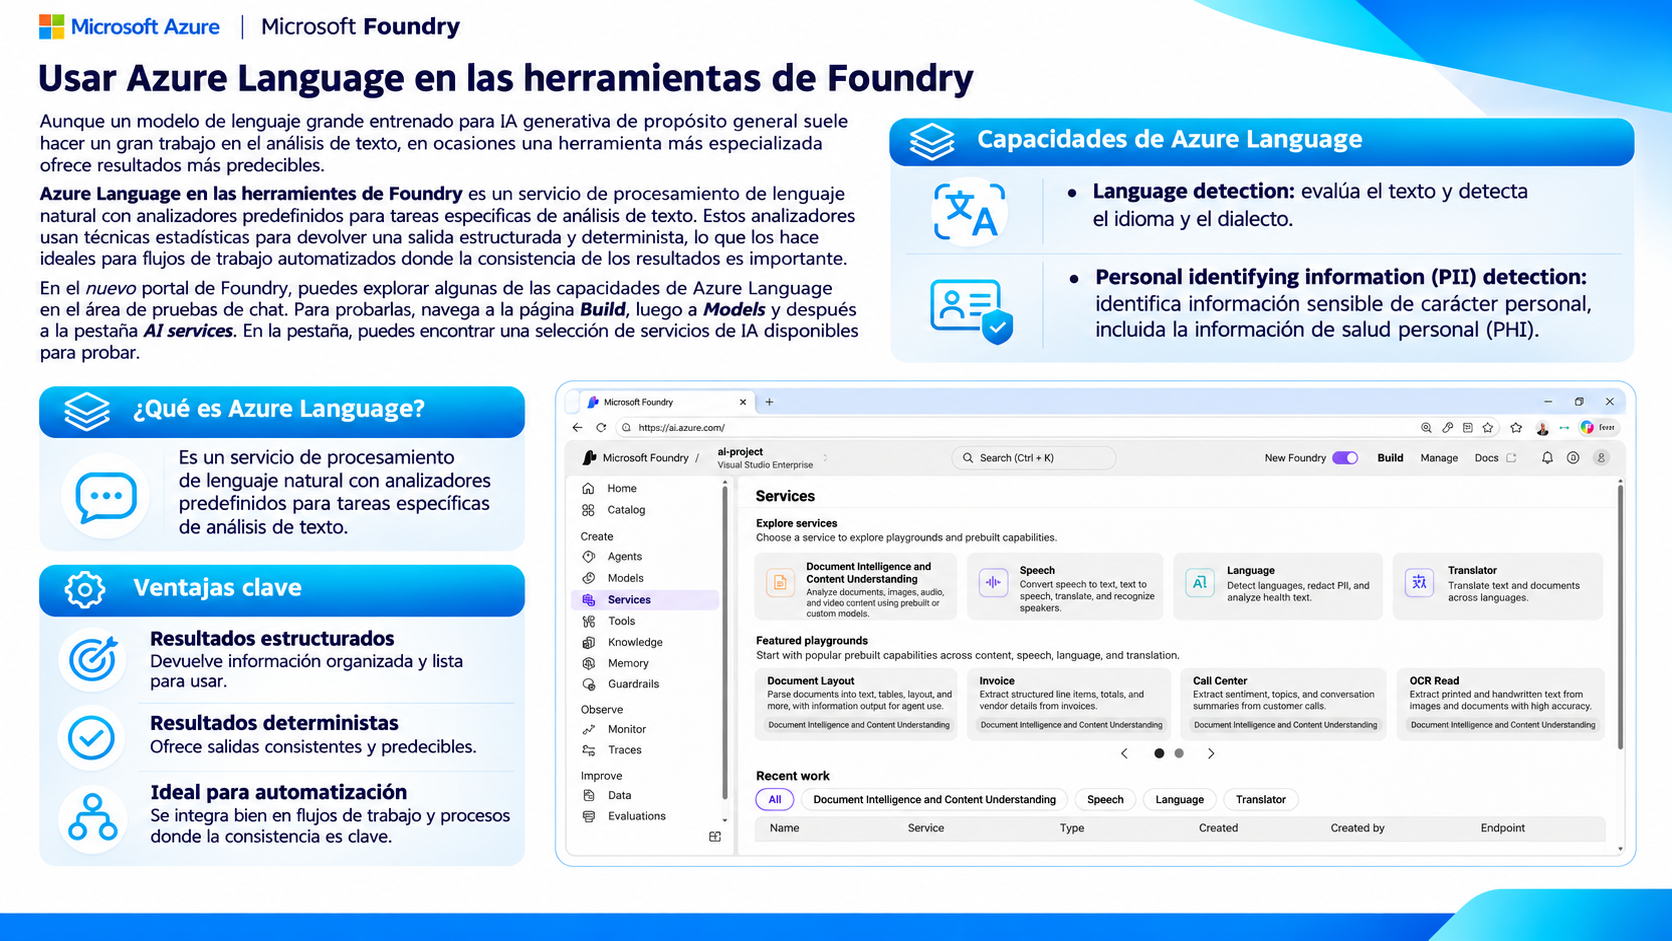 Microsoft Azure | Microsoft Foundry
Usar Azure Language en las herramientas de Foundry
Aunque un modelo de lenguaje grande entrenado para IA generativa de propósito general suele
hacer un gran trabajo en el análisis de texto, en ocasiones una herramienta más especializada
ofrece resultados más predecibles.
Azure Language en las herramientes de Foundry es un servicio de procesamiento de lenguaje
natural con analizadores predefinidos para tareas especificas de análisis de texto. Estos analizadores
usan técnicas estadísticas para devolver una salida estructurada y determinista, lo que los hace
ideales para flujos de trabajo automatizados donde la consistencia de los resultados es importante.
En el nuevo portal de Foundry, puedes explorar algunas de las capacidades de Azure Language
en el área de pruebas de chat. Para probarlas, navega a la página Build, luego a Models y después
a la pestaña AI services. En la pestaña, puedes encontrar una selección de servicios de IA disponibles
para probar.
Capacidades de Azure Language
• Language detection: evalúa el texto y detecta
el idioma y el dialecto.
• Personal identifying information (PII) detection:
identifica información sensible de carácter personal,
incluida la información de salud personal (PHI).
¿Qué es Azure Language?
Es un servicio de procesamiento
de lenguaje natural con analizadores
predefinidos para tareas específicas
de análisis de texto.
Ventajas clave
Resultados estructurados
Devuelve información organizada y lista
para usar.
Resultados deterministas
Ofrece salidas consistentes y predecibles.
Ideal para automatización
Se integra bien en flujos de trabajo y procesos
donde la consistencia es clave.
Microsoft Foundry
https://ai.azure.com/
Microsoft Foundry /
ai-project
Visual Studio Enterprise
Search (Ctrl + K)
New Foundry
Build
Manage
Docs
Home
Catalog
Create
Agents
Models
Services
Tools
Knowledge
Memory
Guardrails
Observe
Monitor
Traces
Improve
Data
Evaluations
Services
Explore services
Choose a service to explore playgrounds and prebuilt capabilities.
Document Intelligence and
Content Understanding
Analyze documents, images, audio,
and video content using prebuilt or
custom models.
Speech
Convert speech to text, text to
speech, translate, and recognize
speakers.
Language
Detect languages, redact PII, and
analyze health text.
Translator
Translate text and documents
across languages.
Featured playgrounds
Start with popular prebuilt capabilities across content, speech, language, and translation.
Document Layout
Parse documents into text, tables, layout, and
more, with information output for agent use.
Document Intelligence and Content Understanding
Invoice
Extract structured line items, totals, and
vendor details from invoices.
Document Intelligence and Content Understanding
Call Center
Extract sentiment, topics, and conversation
summaries from customer calls.
Document Intelligence and Content Understanding
OCR Read
Extract printed and handwritten text from
images and documents with high accuracy.
Document Intelligence and Content Understanding
Recent work
All
Document Intelligence and Content Understanding
Speech
Language
Translator
Name
Service
Type
Created
Created by
Endpoint